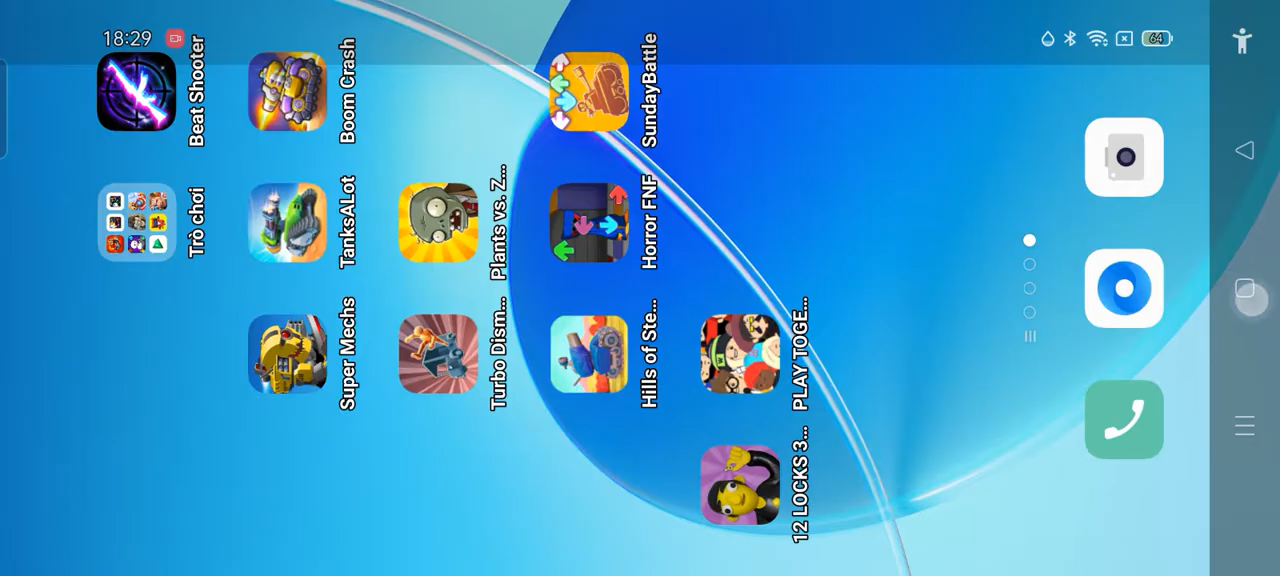 18:29
64
Beat Shooter
Boom Crash
SundayBattle
Trò chơi
TanksALot
Plants vs. Z...
Horror FNF
Super Mechs
Turbo Dism...
Hills of Ste...
PLAY TOGE...
12 LOCKS 3...